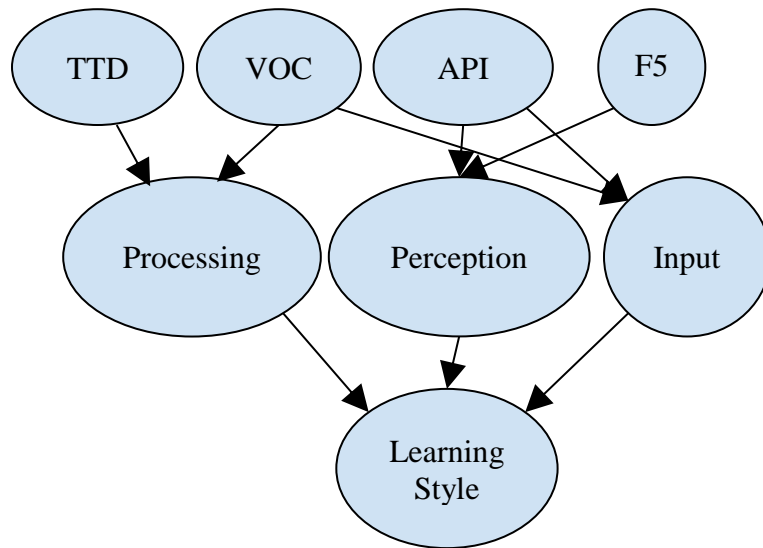 TTD
VOC
API
F5
Processing
Perception
Input
Learning
Style